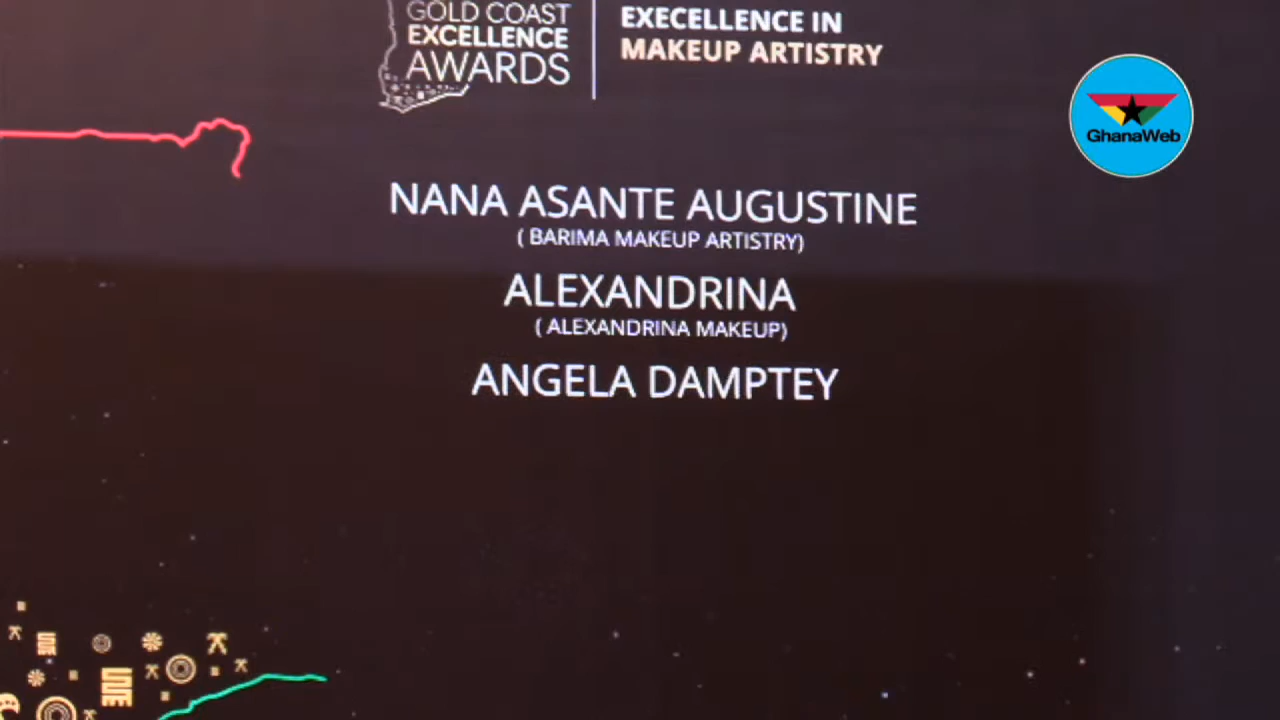 GOLD COAST
EXCELLENCE
AWARDS
EXECELLENCE IN
MAKEUP ARTISTRY
GhanaWeb
NANA ASANTE AUGUSTINE
( BARIMA MAKEUP ARTISTRY)
ALEXANDRINA
( ALEXANDRINA MAKEUP)
ANGELA DAMPTEY